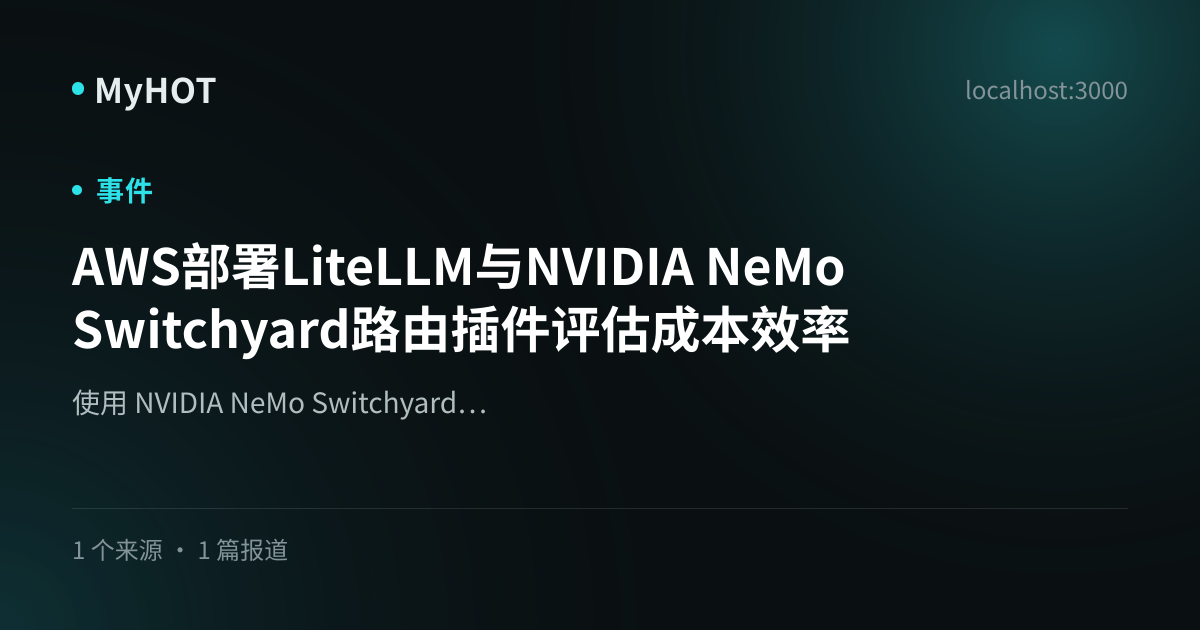 MyHOT
localhost:3000
事件
AWS部署LiteLLM与NVIDIA NeMo
Switchyard路由插件评估成本效率
使用 NVIDIA NeMo Switchyard…
1 个来源 · 1 篇报道